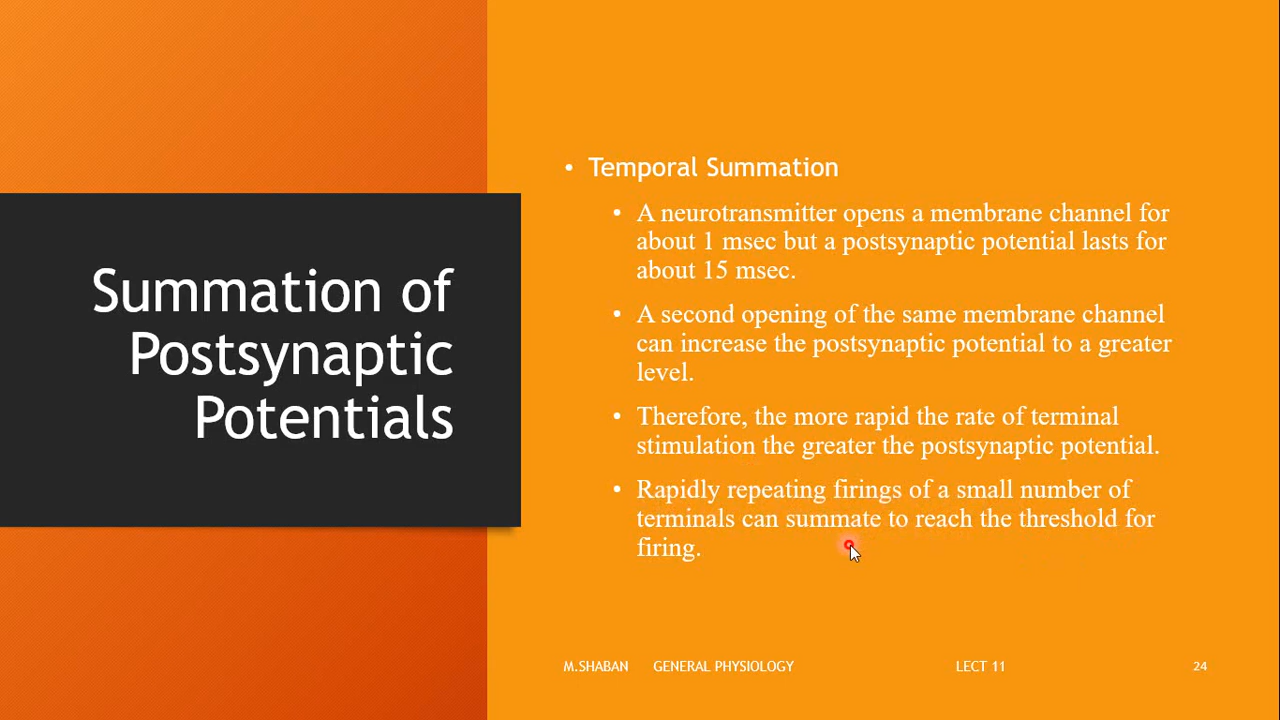 Summation of
Postsynaptic
Potentials
• Temporal Summation
• A neurotransmitter opens a membrane channel for
about 1 msec but a postsynaptic potential lasts for
about 15 msec.
• A second opening of the same membrane channel
can increase the postsynaptic potential to a greater
level.
• Therefore, the more rapid the rate of terminal
stimulation the greater the postsynaptic potential.
• Rapidly repeating firings of a small number of
terminals can summate to reach the threshold for
firing.
M.SHABAN GENERAL PHYSIOLOGY LECT 11 24